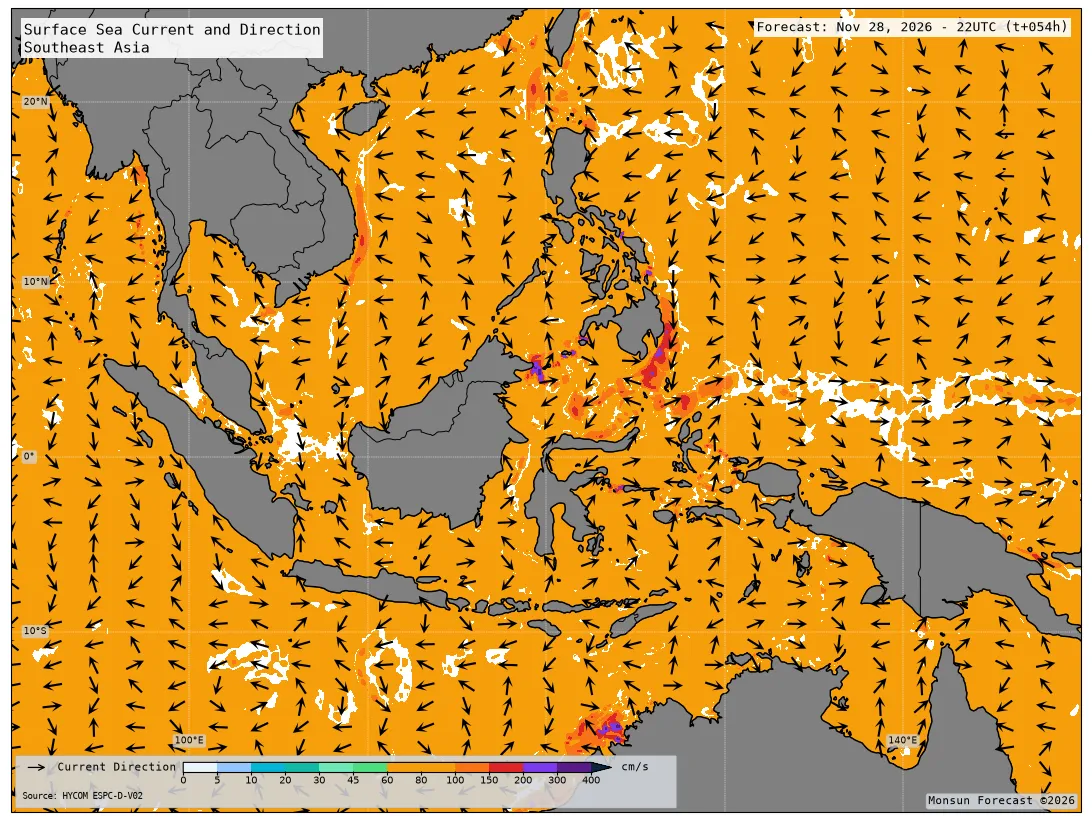 Surface Sea Current and Direction
Southeast Asia
Forecast: Nov 28, 2026 - 22UTC (t+054h)
20°N
10°N
0°
10°S
100°E
140°E
Current Direction
0 5 10 20 30 45 60 80 100 150 200 300 400
cm/s
Source: HYCOM ESPC-D-V02
Monsun Forecast ©2026